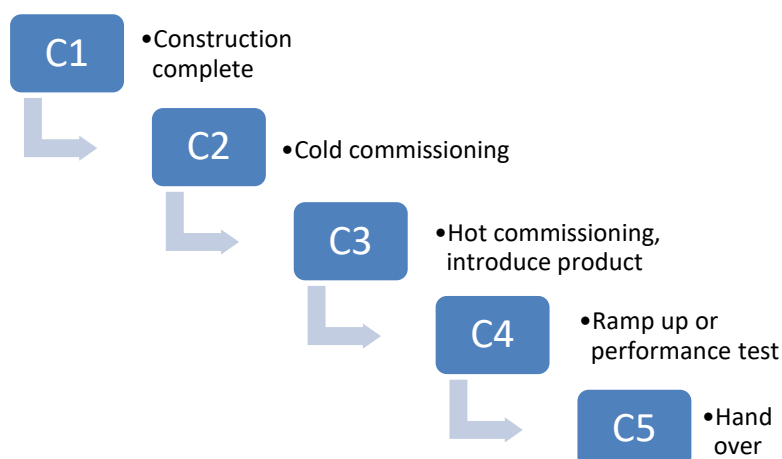 C1
•Construction
complete
C2
•Cold commissioning
C3
•Hot commissioning,
introduce product
C4
•Ramp up or
performance test
C5
•Hand
over